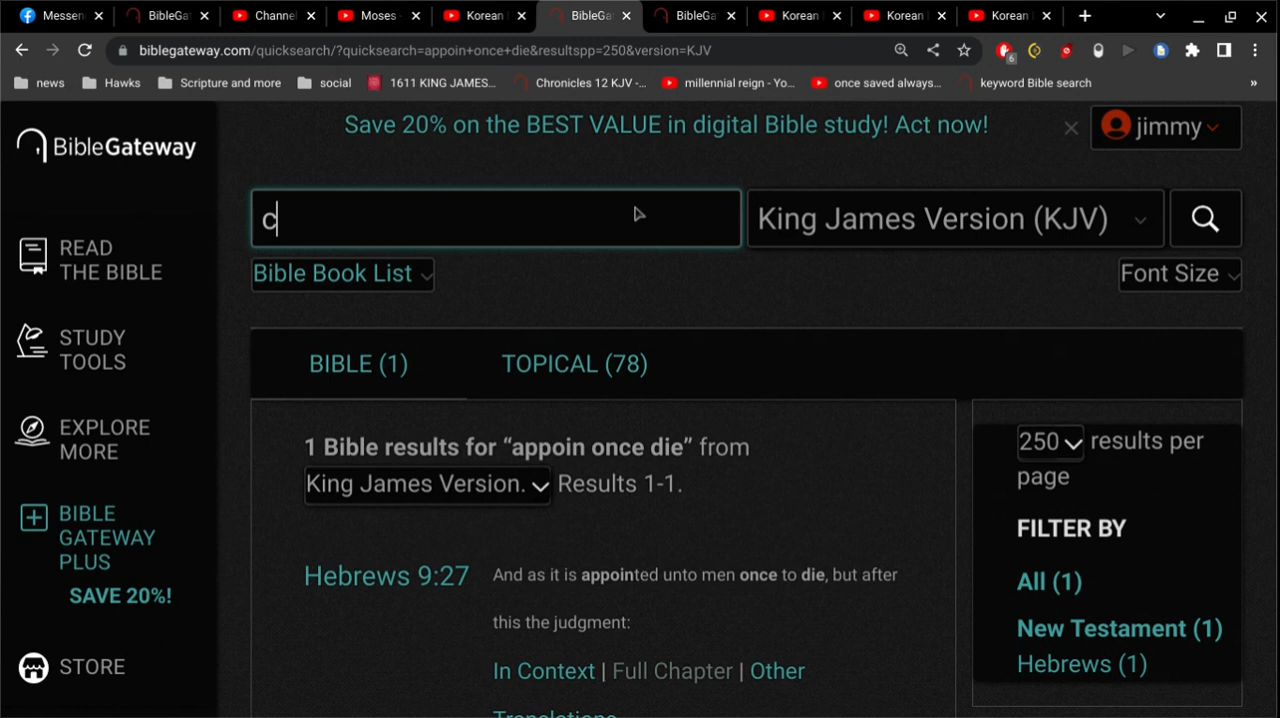 Messen
BibleGa
Channel
Moses -
Korean
BibleGa
BibleGa
Korean
Korean
Korean
biblegateway.com/quicksearch/?quicksearch=appoin+once+die&resultspp=250&version=KJV
6
news
Hawks
Scripture and more
social
1611 KING JAMES...
Chronicles 12 KJV -...
millennial reign - Yo...
once saved always...
keyword Bible search
»
Save 20% on the BEST VALUE in digital Bible study! Act now!
jimmy
BibleGateway
c
King James Version (KJV)
Bible Book List
Font Size
READ
THE BIBLE
STUDY
TOOLS
EXPLORE
MORE
BIBLE
GATEWAY
PLUS
SAVE 20%!
STORE
BIBLE (1)
TOPICAL (78)
1 Bible results for “appoin once die” from
King James Version. Results 1-1.
Hebrews 9:27
And as it is appointed unto men once to die, but after
this the judgment:
In Context | Full Chapter | Other
Translations
250 results per
page
FILTER BY
All (1)
New Testament (1)
Hebrews (1)